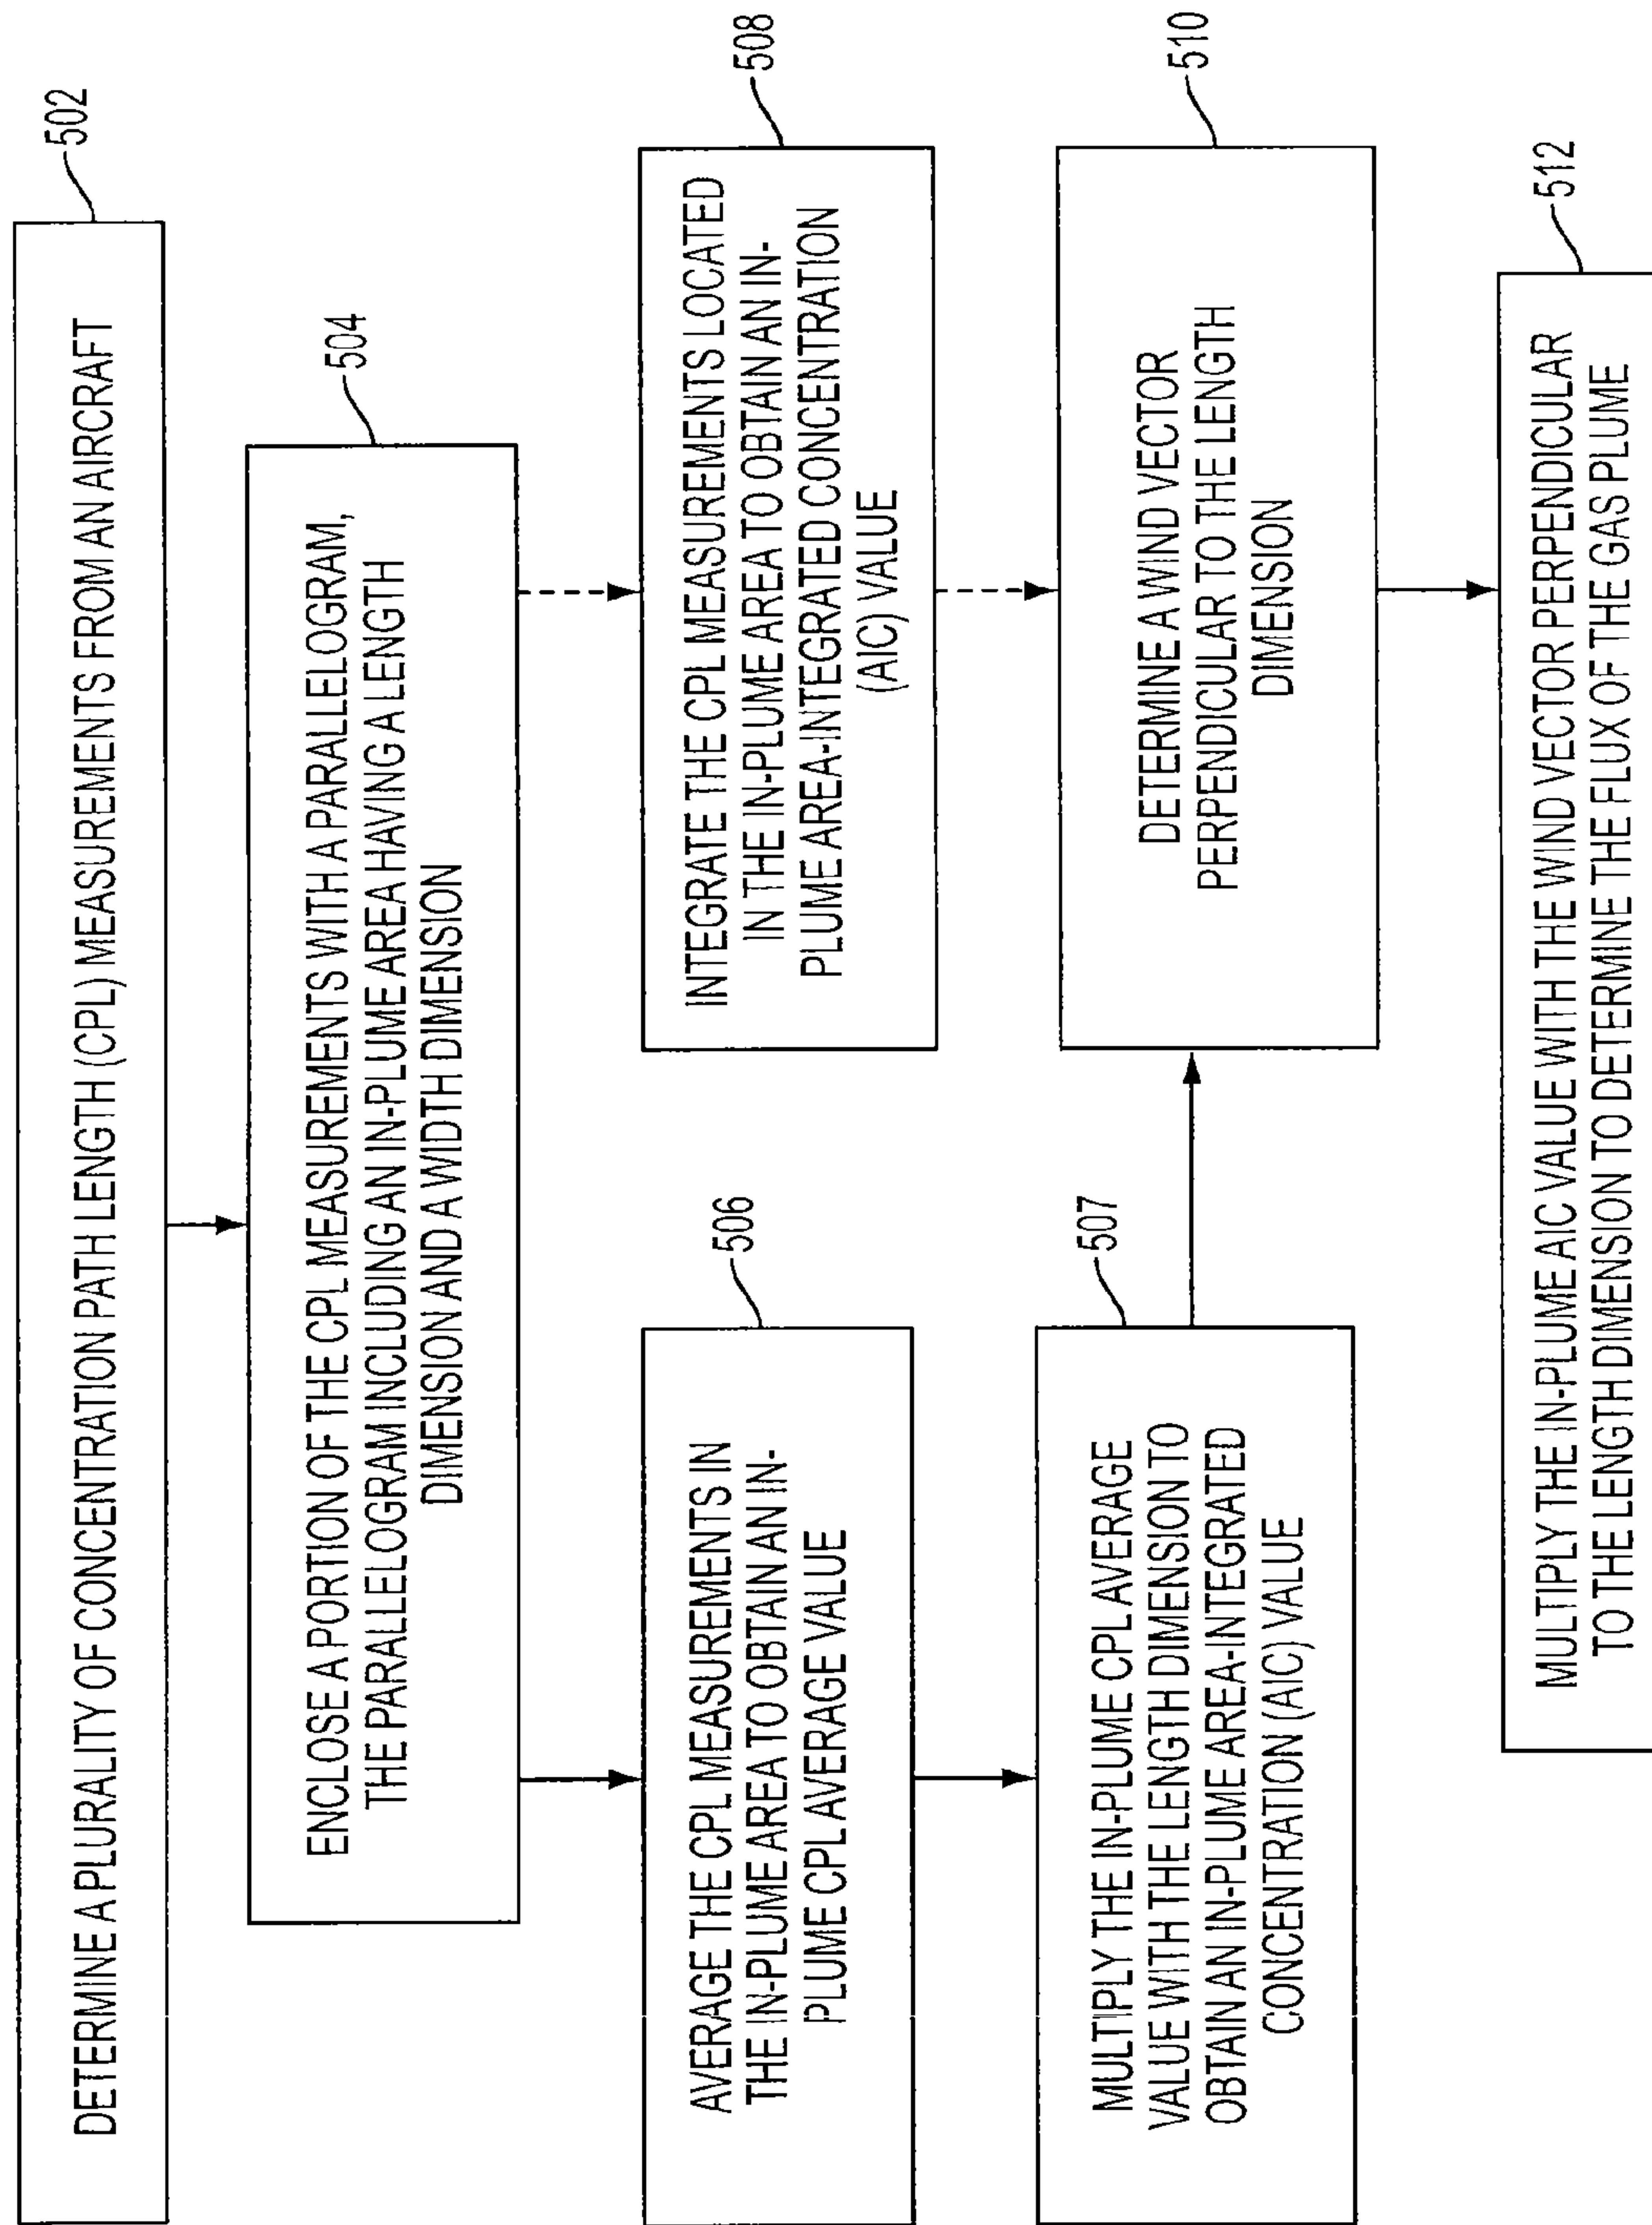 502
DETERMINE A PLURALITY OF CONCENTRATION PATH LENGTH (CPL) MEASUREMENTS FROM AN AIRCRAFT
504
ENCLOSE A PORTION OF THE CPL MEASUREMENTS WITH A PARALLELOGRAM,
THE PARALLELOGRAM INCLUDING AN IN-PLUME AREA HAVING A LENGTH
DIMENSION AND A WIDTH DIMENSION
506
AVERAGE THE CPL MEASUREMENTS IN
THE IN-PLUME AREA TO OBTAIN AN IN-
PLUME CPL AVERAGE VALUE
508
INTEGRATE THE CPL MEASUREMENTS LOCATED
IN THE IN-PLUME AREA TO OBTAIN AN IN-
PLUME AREA-INTEGRATED CONCENTRATION
(AIC) VALUE
507
MULTIPLY THE IN-PLUME CPL AVERAGE
VALUE WITH THE LENGTH DIMENSION TO
OBTAIN AN IN-PLUME AREA-INTEGRATED
CONCENTRATION (AIC) VALUE
510
DETERMINE A WIND VECTOR
PERPENDICULAR TO THE LENGTH
DIMENSION
512
MULTIPLY THE IN-PLUME AIC VALUE WITH THE WIND VECTOR PERPENDICULAR
TO THE LENGTH DIMENSION TO DETERMINE THE FLUX OF THE GAS PLUME